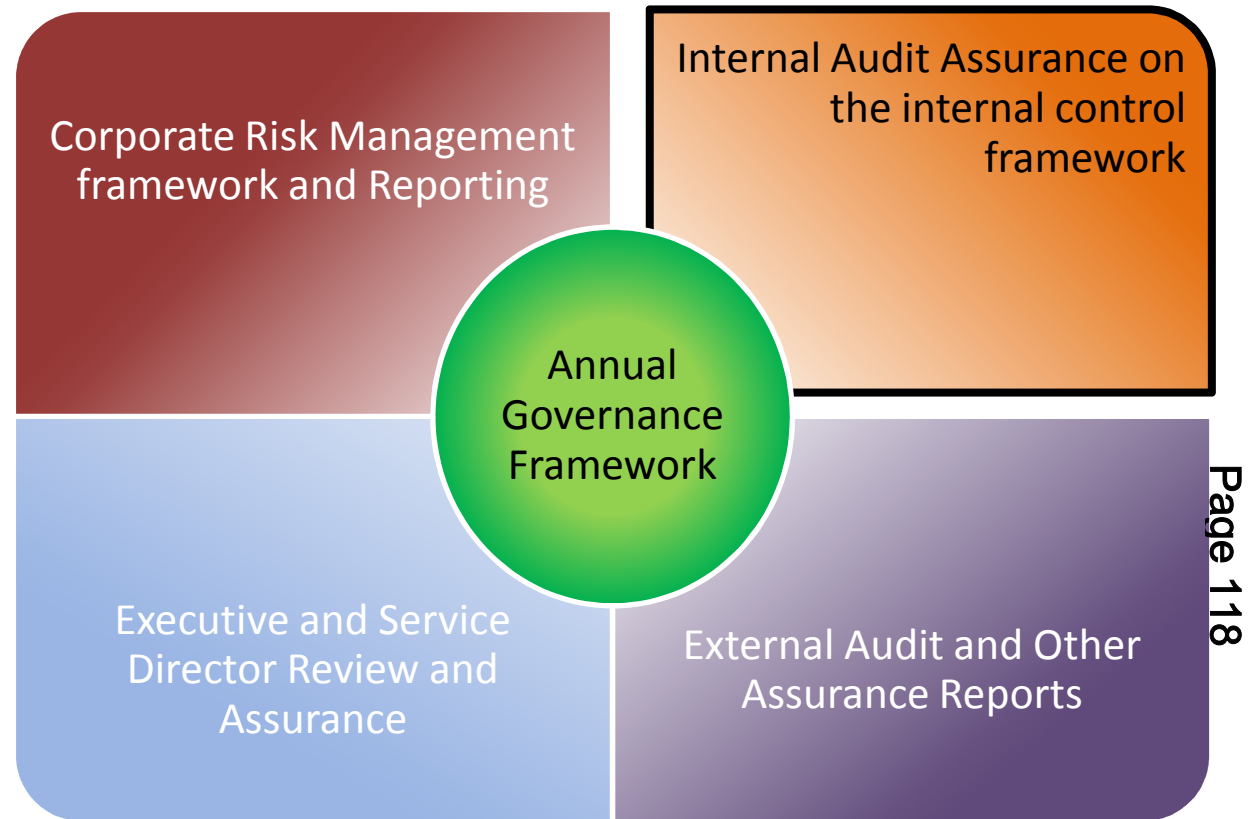 Corporate Risk Management
framework and Reporting
Internal Audit Assurance on
the internal control
framework
Annual
Governance
Framework
Executive and Service
Director Review and
Assurance
External Audit and Other
Assurance Reports
Page 118